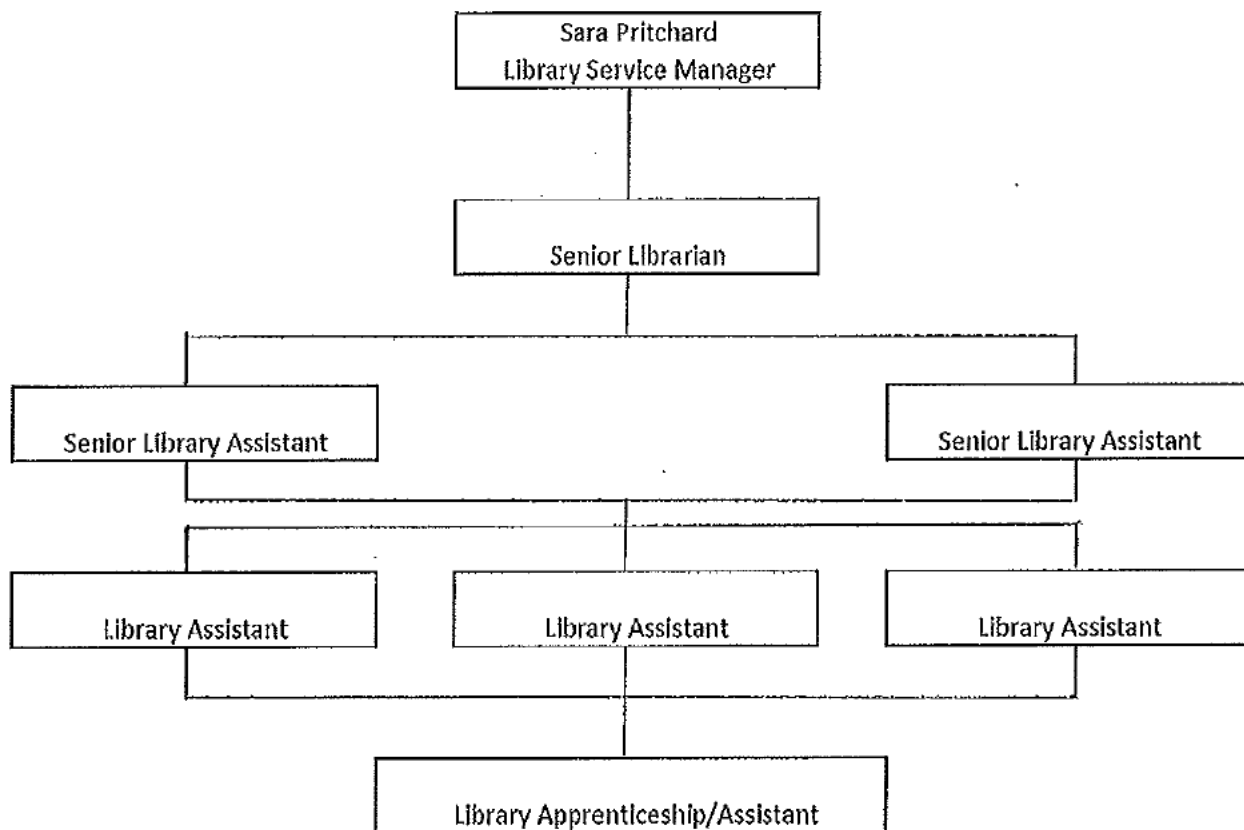 Sara Pritchard
Library Service Manager
Senior Librarian
Senior Library Assistant
Senior Library Assistant
Library Assistant
Library Assistant
Library Assistant
Library Apprenticeship/Assistant